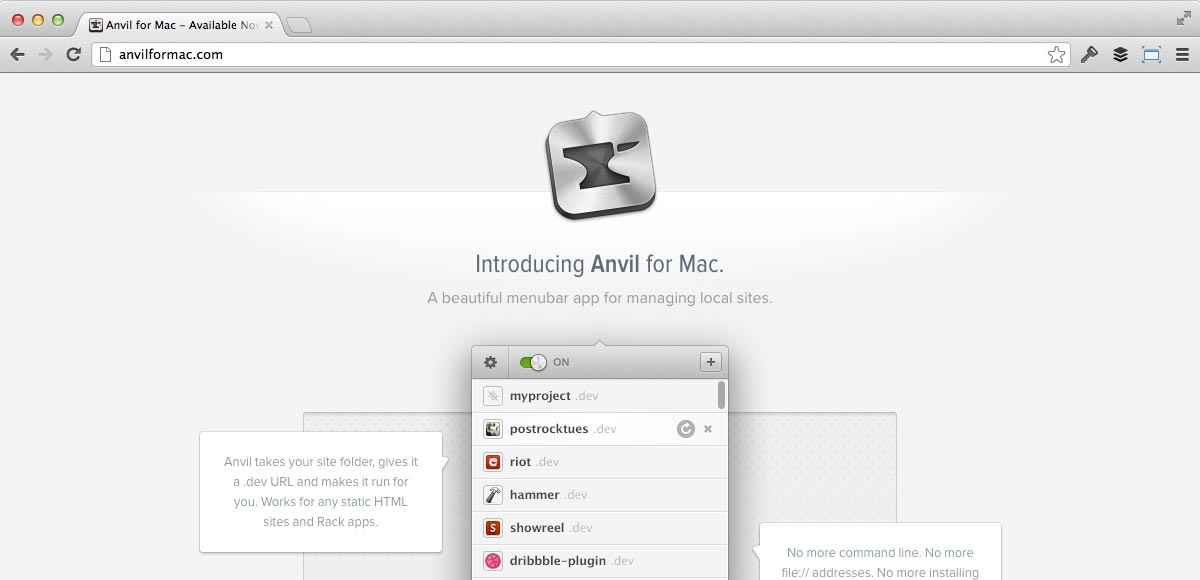 Anvil for Mac – Available Nov
anvilformac.com
Introducing Anvil for Mac.
A beautiful menubar app for managing local sites.
ON
myproject .dev
postrocktues .dev
riot .dev
hammer .dev
S showreel .dev
dribbble-plugin .dev
Anvil takes your site folder, gives it
a .dev URL and makes it run for
you. Works for any static HTML
sites and Rack apps.
No more command line. No more
file:// addresses. No more installing